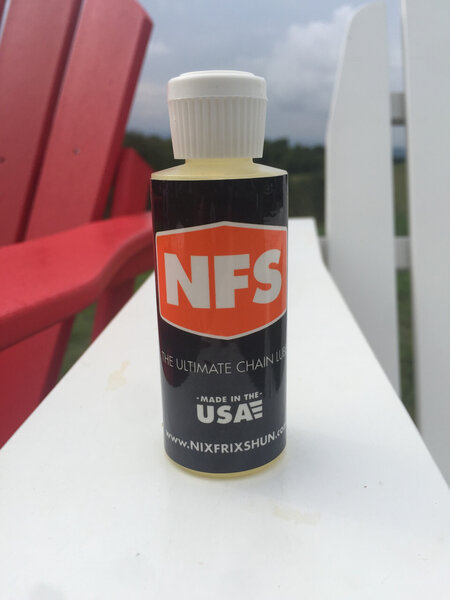 NFS
THE ULTIMATE CHAIN LUB
- MADE IN THE -
USA
www.NIXFRIXSHUN.co